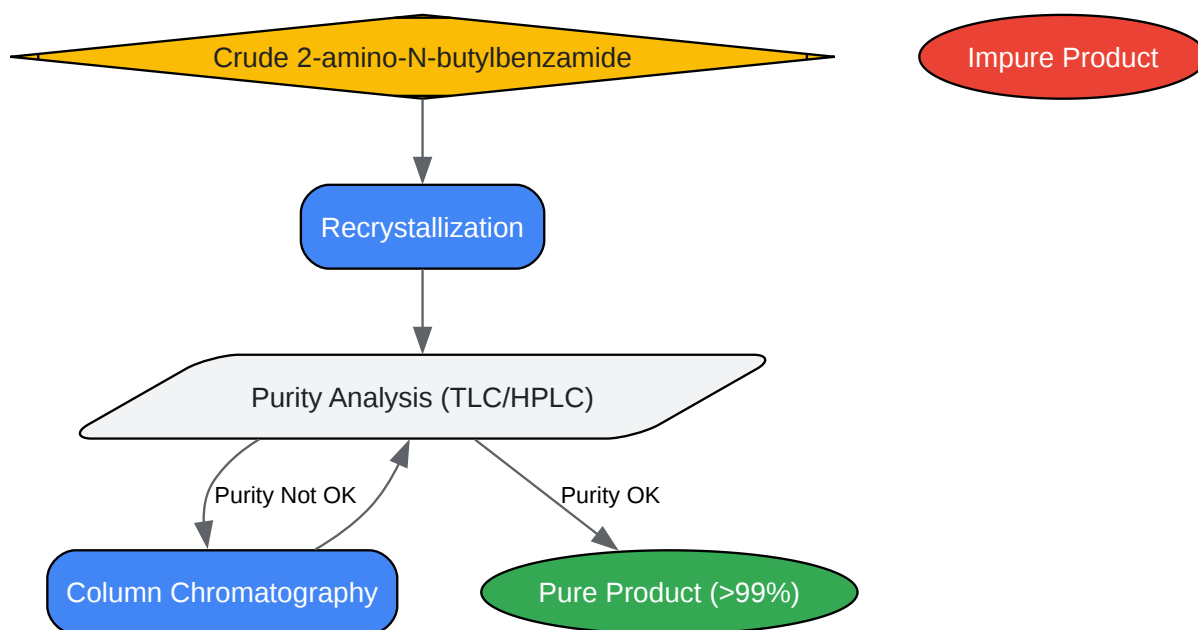 Crude 2-amino-N-butylbenzamide
Impure Product
Recrystallization
Purity Analysis (TLC/HPLC)
Purity Not OK
Purity OK
Column Chromatography
Pure Product (>99%)